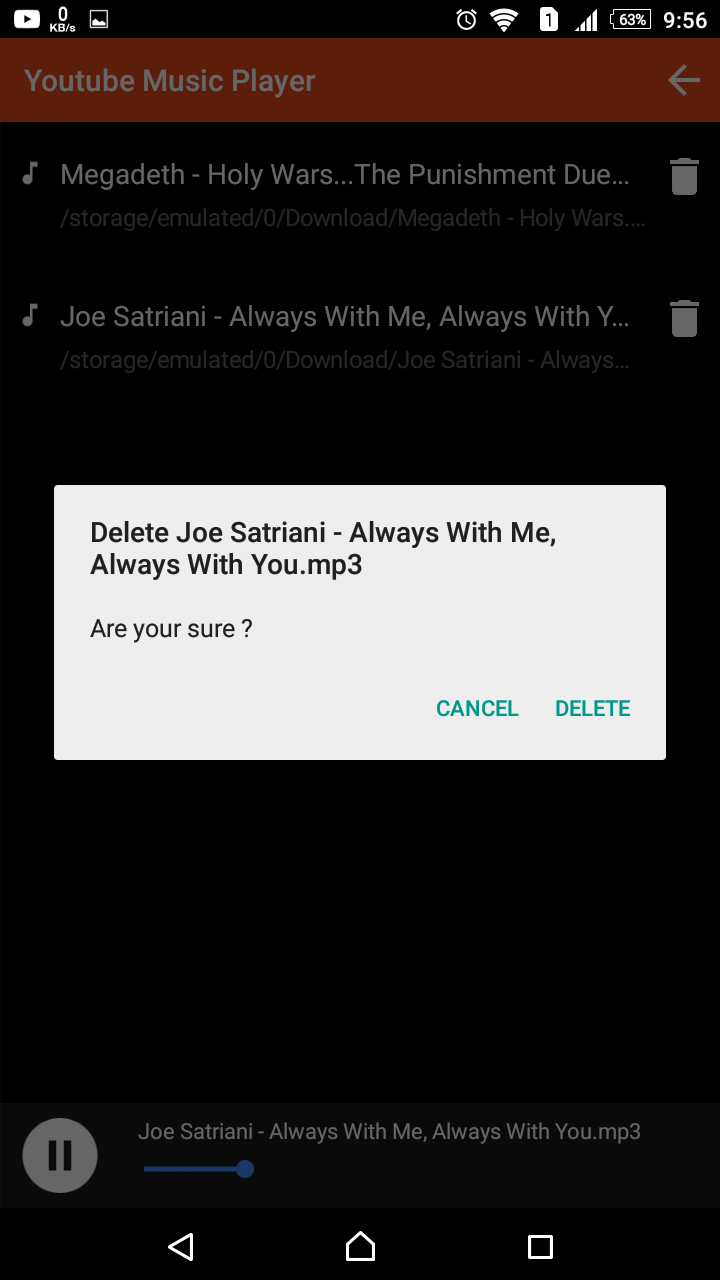 0
KB/s
1
63%
9:56
Youtube Music Player
Megadeth - Holy Wars...The Punishment Due...
/storage/emulated/0/Download/Megadeth - Holy Wars....
Joe Satriani - Always With Me, Always With Y...
/storage/emulated/0/Download/Joe Satriani - Always...
Delete Joe Satriani - Always With Me,
Always With You.mp3
Are your sure ?
CANCEL DELETE
Joe Satriani - Always With Me, Always With You.mp3